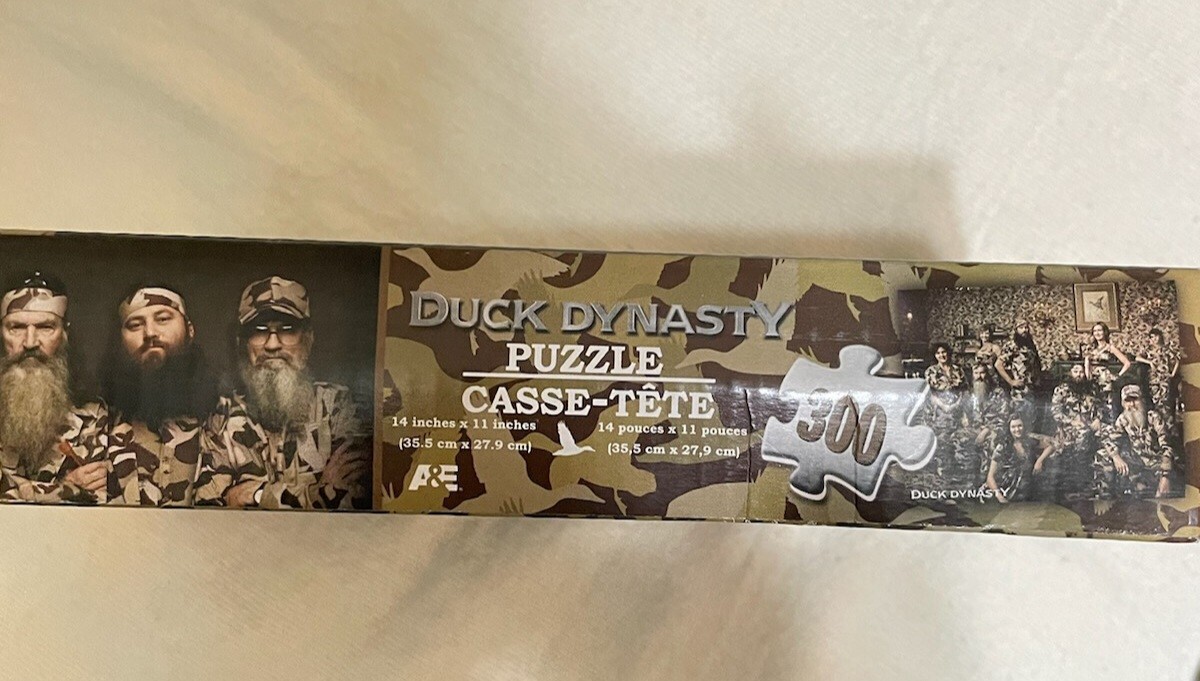 DUCK DYNASTY
PUZZLE
CASSE-TÊTE
14 inches x 11 inches
(35.5 cm x 27.9 cm)
14 pouces x 11 pouces
(35,5 cm x 27,9 cm)
A&E
300
DUCK DYNASTY